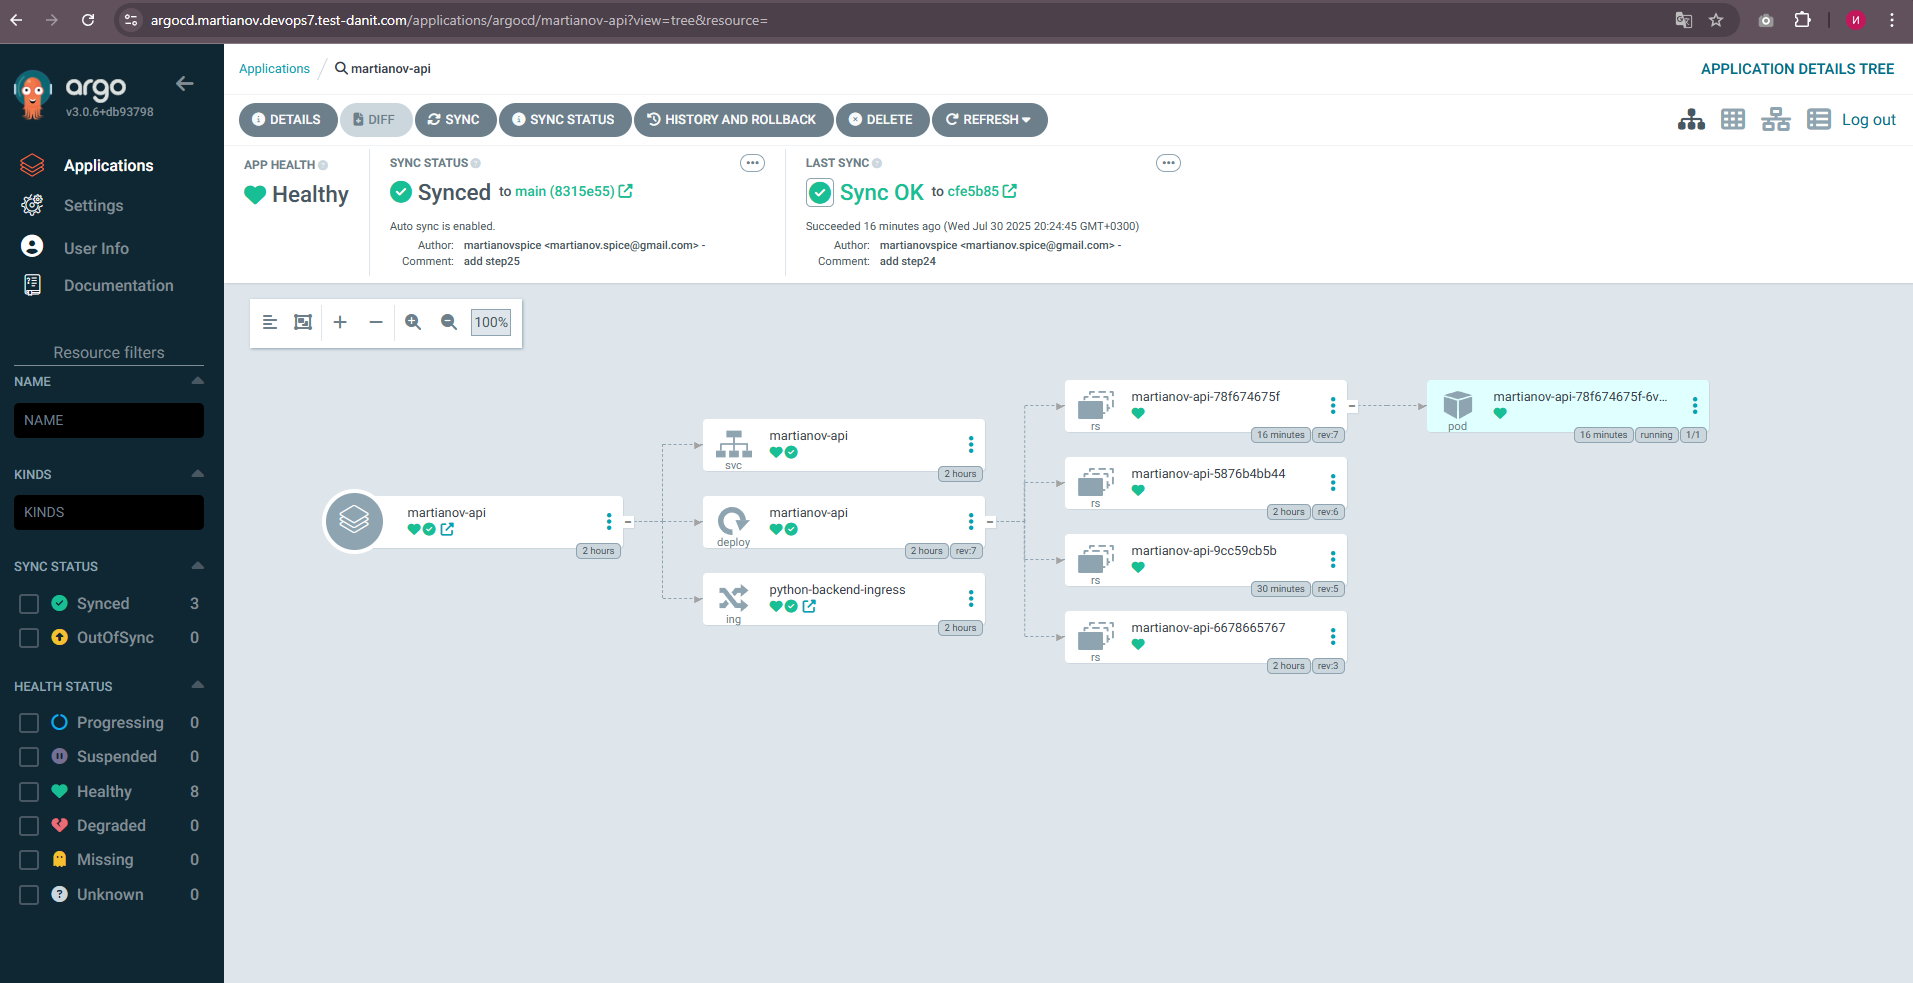 argocd.martianov.devops7.test-danit.com/applications/argocd/martianov-api?view=tree&resource=
И
argo
v3.0.6+db93798
Applications
Settings
User Info
Documentation
Resource filters
NAME
NAME
KINDS
KINDS
SYNC STATUS
Synced 3
OutOfSync 0
HEALTH STATUS
Progressing 0
Suspended 0
Healthy 8
Degraded 0
Missing 0
Unknown 0
Applications / martianov-api
APPLICATION DETAILS TREE
DETAILS
DIFF
SYNC
SYNC STATUS
HISTORY AND ROLLBACK
DELETE
REFRESH
Log out
APP HEALTH
Healthy
SYNC STATUS
Synced to main (8315e55)
Auto sync is enabled.
Author: martianovspice <martianov.spice@gmail.com> -
Comment: add step25
LAST SYNC
Sync OK to cfe5b85
Succeeded 16 minutes ago (Wed Jul 30 2025 20:24:45 GMT+0300)
Author: martianovspice <martianov.spice@gmail.com> -
Comment: add step24
100%
martianov-api
2 hours
martianov-api
svc
2 hours
martianov-api
deploy
2 hours rev:7
python-backend-ingress
ing
2 hours
martianov-api-78f674675f
rs
16 minutes rev:7
martianov-api-5876b4bb44
rs
2 hours rev:6
martianov-api-9cc59cb5b
rs
30 minutes rev:5
martianov-api-6678665767
rs
2 hours rev:3
martianov-api-78f674675f-6v...
pod
16 minutes running 1/1